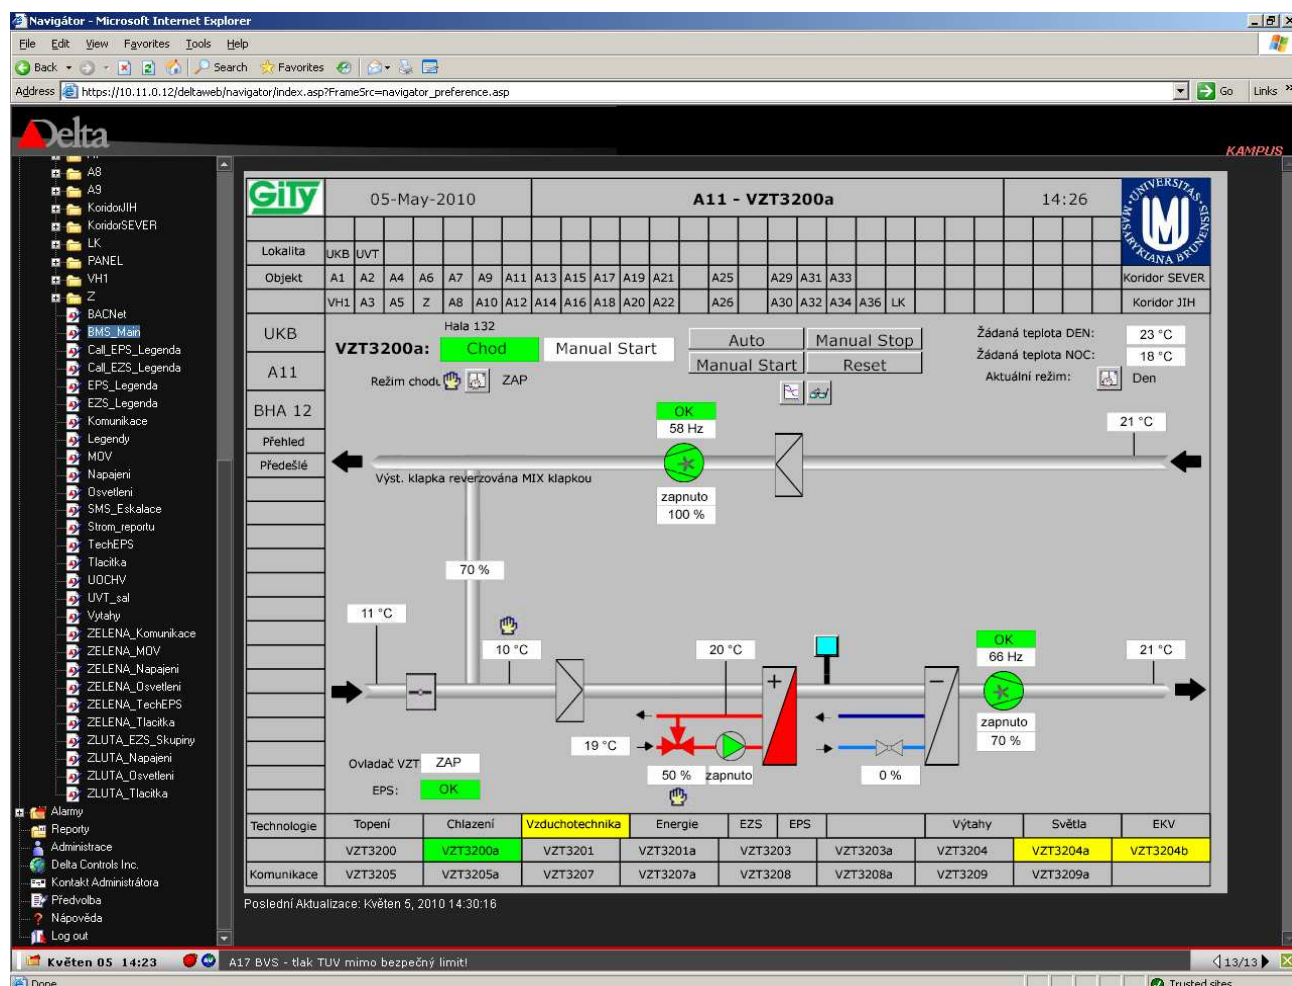 Navigátor - Microsoft Internet Explorer
File Edit View Favorites Tools Help
Back Search Favorites
Address https://10.11.0.12/deltaweb/navigator/index.asp?FrameSrc=navigator_preference.asp Go Links »
Delta
KAMPUS
A8
A9
KoridorJIH
KoridorSEVER
LK
PANEL
VH1
Z
BACNet
BMS_Main
Call_EPS_Legenda
Call_EZS_Legenda
EPS_Legenda
EZS_Legenda
Komunikace
Legendy
MOV
Napajeni
Osvetleni
SMS_Eskalace
Strom_reportu
TechEPS
Tlacitka
UOCHV
UVT_sal
Vytahy
ZELENA_Komunikace
ZELENA_MOV
ZELENA_Napajeni
ZELENA_Osvetleni
ZELENA_TechEPS
ZELENA_Tlacitka
ZLUTA_EZS_Skupiny
ZLUTA_Napajeni
ZLUTA_Osvetleni
ZLUTA_Tlacitka
Alarmy
Reporty
Administrace
Delta Controls Inc.
Kontakt Administrátora
Předvolba
Nápověda
Log out
GiTy 05-May-2010 A11 - VZT3200a 14:26
UNIVERSITAS MASARYKIANA BRUNENSIS
Lokalita UKB UVT
Objekt A1 A2 A4 A6 A7 A9 A11 A13 A15 A17 A19 A21 A25 A29 A31 A33 Koridor SEVER
VH1 A3 A5 Z A8 A10 A12 A14 A16 A18 A20 A22 A26 A30 A32 A34 A36 LK Koridor JIH
UKB
A11
BHA 12
Přehled
Předešlé
Hala 132
VZT3200a: Chod Manual Start
Režim chodu ZAP
Auto Manual Stop
Manual Start Reset
Žádaná teplota DEN: 23 °C
Žádaná teplota NOC: 18 °C
Aktuální režim: Den
OK
58 Hz
21 °C
Výst. klapka reverzována MIX klapkou
zapnuto
100 %
70 %
11 °C
10 °C
20 °C
OK
66 Hz
21 °C
+
−
zapnuto
70 %
19 °C
50 % zapnuto
0 %
Ovladač VZT ZAP
EPS: OK
Technologie Topení Chlazení Vzduchotechnika Energie EZS EPS Výtahy Světla EKV
VZT3200 VZT3200a VZT3201 VZT3201a VZT3203 VZT3203a VZT3204 VZT3204a VZT3204b
Komunikace VZT3205 VZT3205a VZT3207 VZT3207a VZT3208 VZT3208a VZT3209 VZT3209a
Poslední Aktualizace: Květen 5, 2010 14:30:16
Květen 05 14:23 A17 BVS - tlak TUV mimo bezpečný limit! 13/13
Done Trusted sites